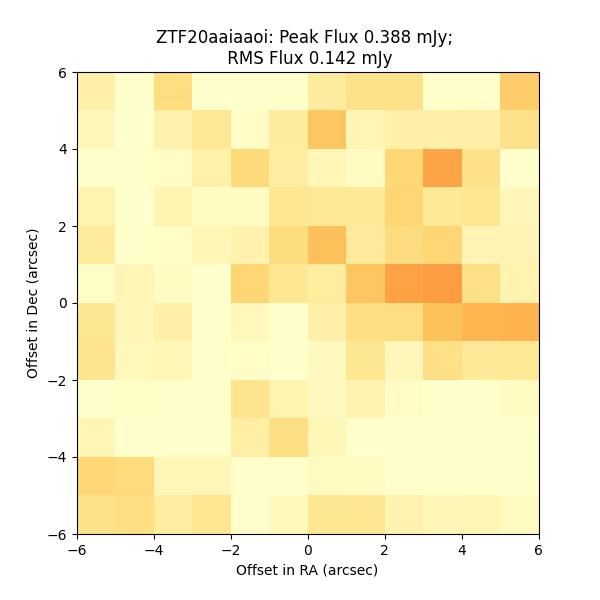 ZTF20aaiaaoi: Peak Flux 0.388 mJy;
RMS Flux 0.142 mJy
6
4
2
0
−2
−4
−6
Offset in Dec (arcsec)
−6 −4 −2 0 2 4 6
Offset in RA (arcsec)